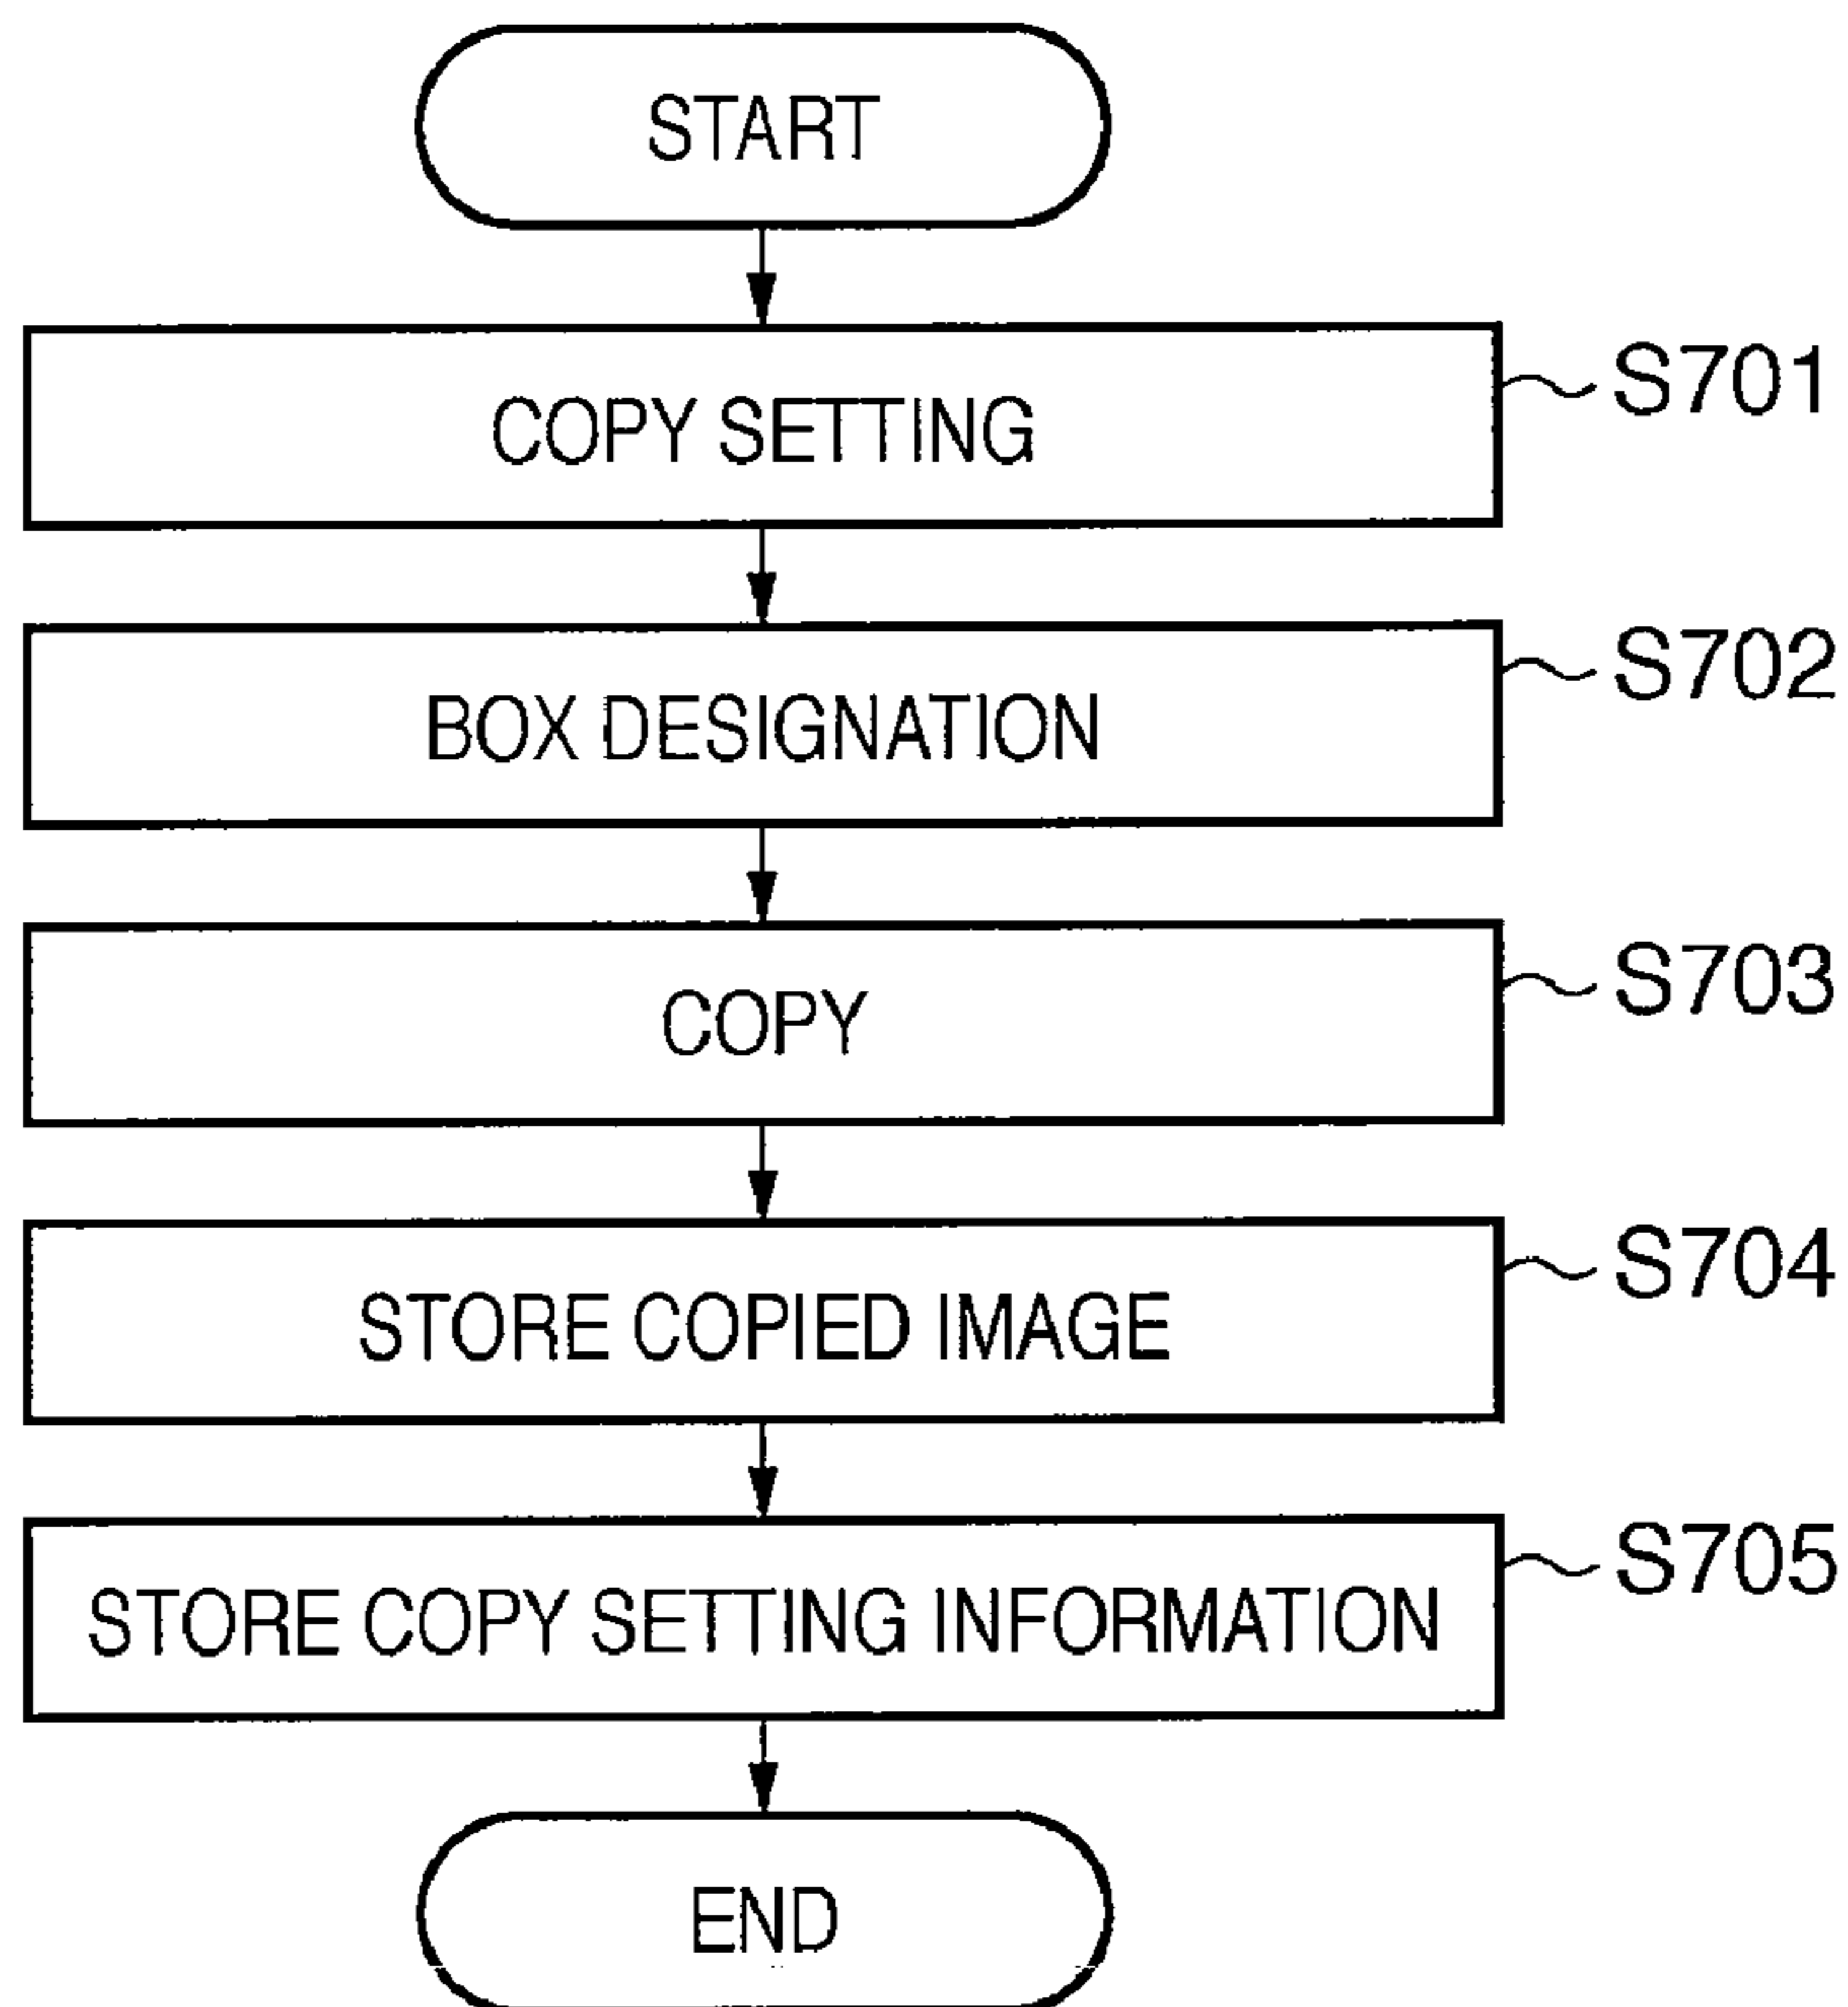 START
COPY SETTING
S701
BOX DESIGNATION
S702
COPY
S703
STORE COPIED IMAGE
S704
STORE COPY SETTING INFORMATION
S705
END